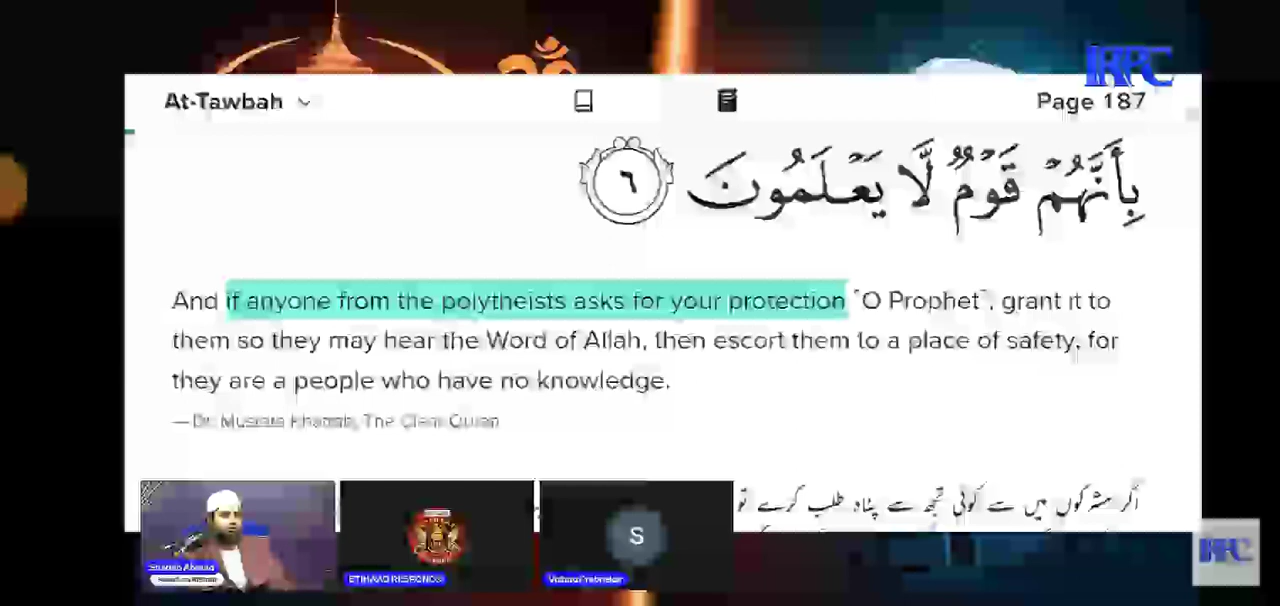 ॐ
IRFC
At-Tawbah
Page 187
بِأَنَّهُمْ قَوْمٌ لَّا يَعْلَمُونَ ٦
And if anyone from the polytheists asks for your protection ˹O Prophet˺, grant it to
them so they may hear the Word of Allah, then escort them to a place of safety, for
they are a people who have no knowledge.
— Dr. Mustafa Khattab, The Clear Quran
اگر مشرکوں میں سے کوئی تجھ سے پناه طلب کرے تو
S
ETIHAAD RESPONDS